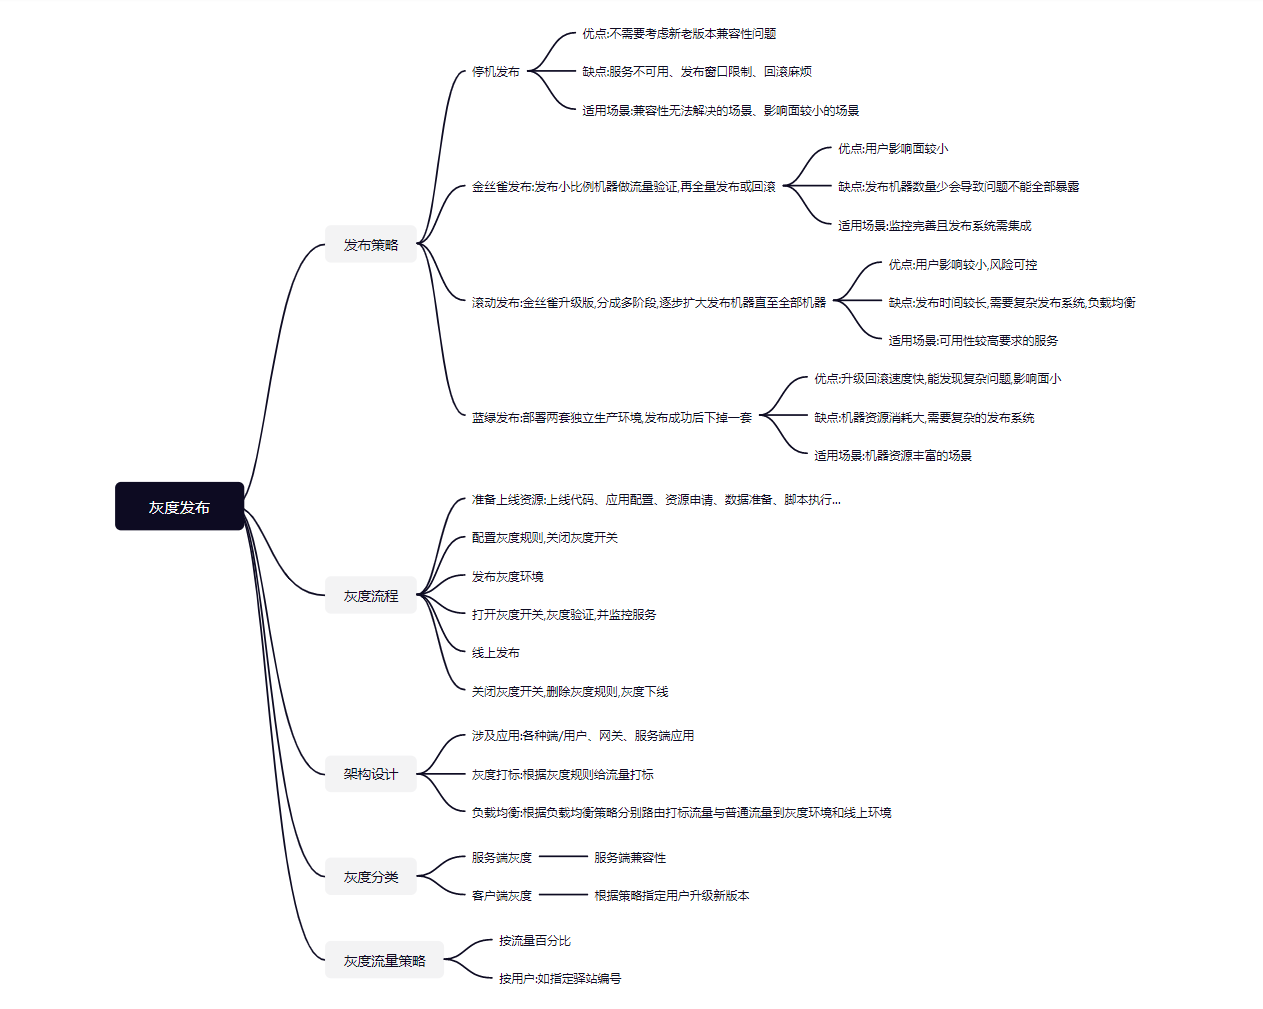 灰度发布
发布策略
停机发布
优点:不需要考虑新老版本兼容性问题
缺点:服务不可用、发布窗口限制、回滚麻烦
适用场景:兼容性无法解决的场景、影响面较小的场景
金丝雀发布:发布小比例机器做流量验证,再全量发布或回滚
优点:用户影响面较小
缺点:发布机器数量少会导致问题不能全部暴露
适用场景:监控完善且发布系统需集成
滚动发布:金丝雀升级版,分成多阶段,逐步扩大发布机器直至全部机器
优点:用户影响较小,风险可控
缺点:发布时间较长,需要复杂发布系统,负载均衡
适用场景:可用性较高要求的服务
蓝绿发布:部署两套独立生产环境,发布成功后下掉一套
优点:升级回滚速度快,能发现复杂问题,影响面小
缺点:机器资源消耗大,需要复杂的发布系统
适用场景:机器资源丰富的场景
灰度流程
准备上线资源:上线代码、应用配置、资源申请、数据准备、脚本执行...
配置灰度规则,关闭灰度开关
发布灰度环境
打开灰度开关,灰度验证,并监控服务
线上发布
关闭灰度开关,删除灰度规则,灰度下线
架构设计
涉及应用:各种端/用户、网关、服务端应用
灰度打标:根据灰度规则给流量打标
负载均衡:根据负载均衡策略分别路由打标流量与普通流量到灰度环境和线上环境
灰度分类
服务端灰度
服务端兼容性
客户端灰度
根据策略指定用户升级新版本
灰度流量策略
按流量百分比
按用户:如指定驿站编号